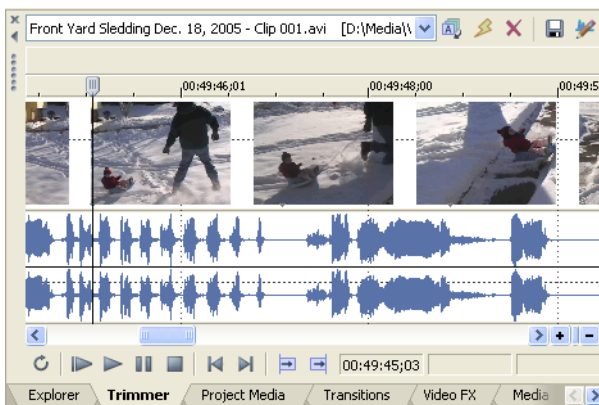 Front Yard Sledding Dec. 18, 2005 - Clip 001.avi [D:\Media\
00:49:46;01 00:49:48;00 00:49:5
00:49:45;03
Explorer Trimmer Project Media Transitions Video FX Media